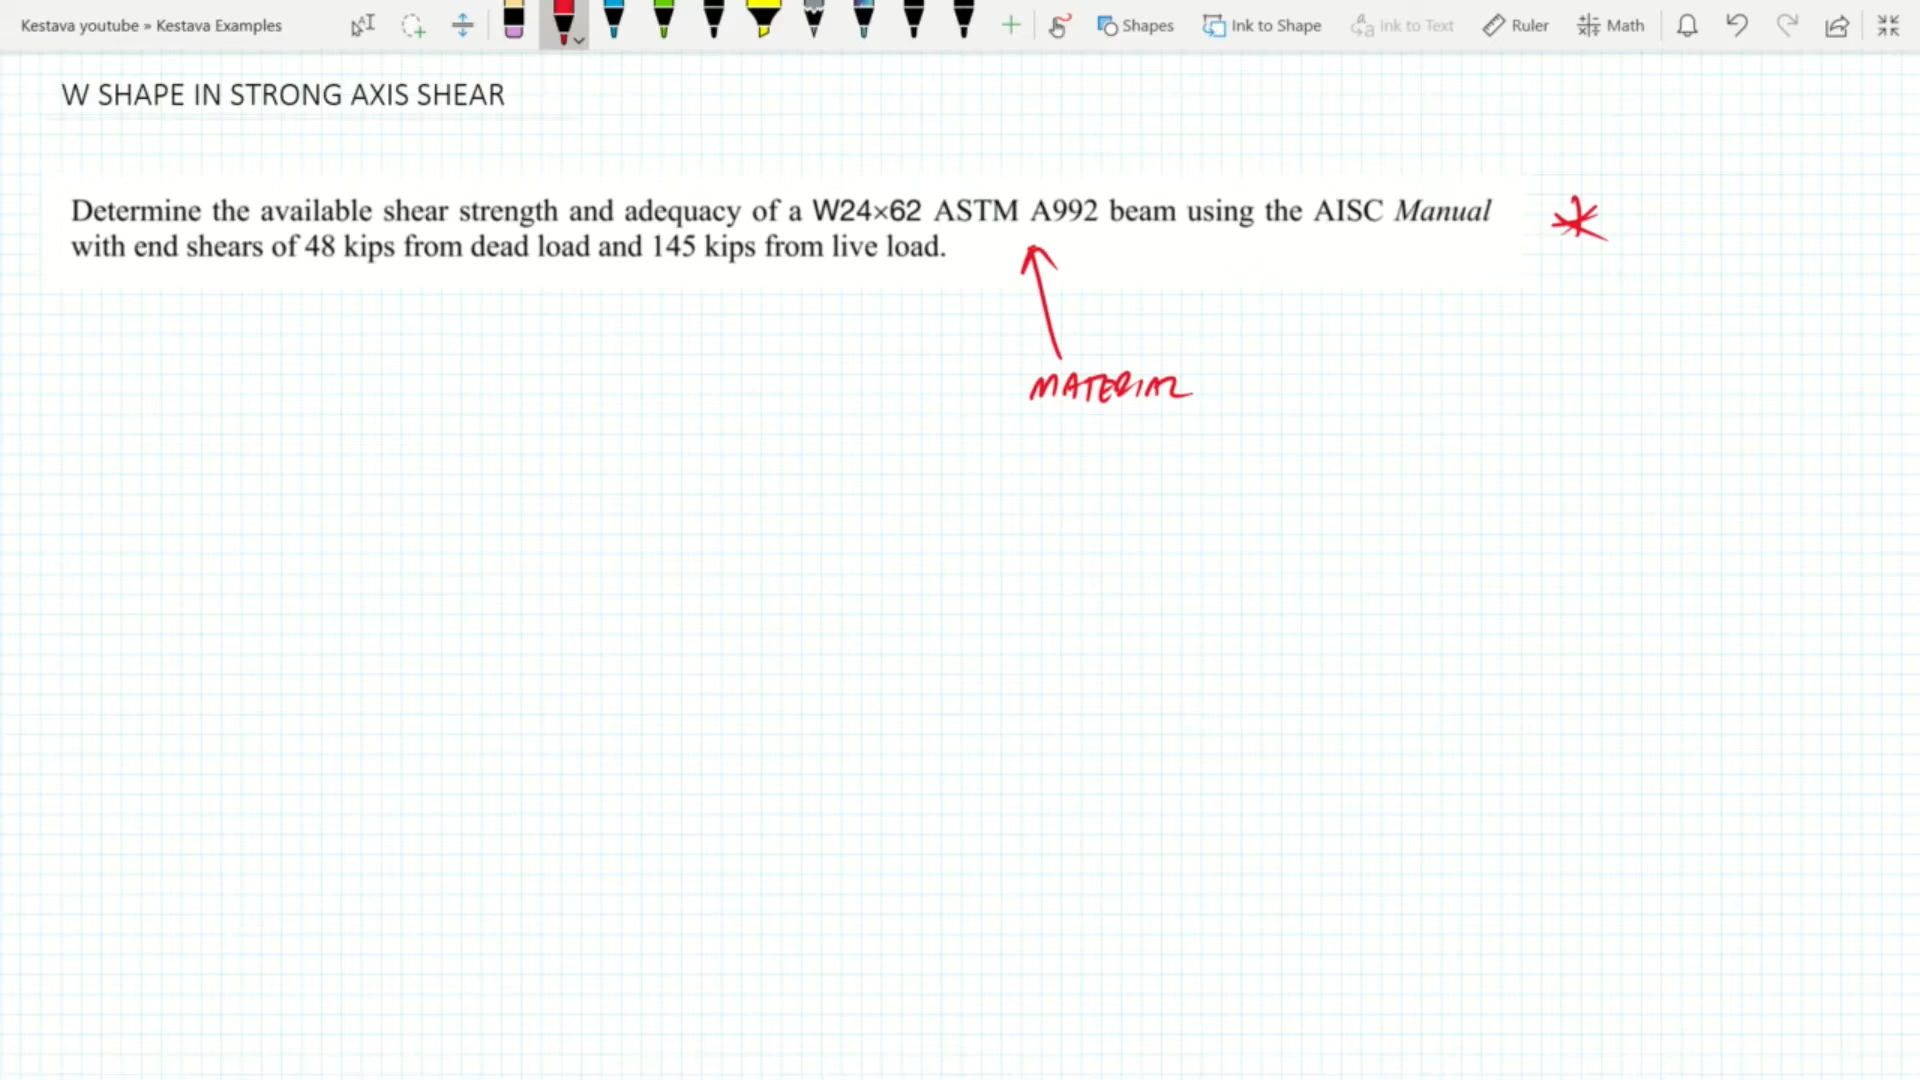 Kestava youtube » Kestava Examples
Shapes
Ink to Shape
Ink to Text
Ruler
Math
W SHAPE IN STRONG AXIS SHEAR
Determine the available shear strength and adequacy of a W24×62 ASTM A992 beam using the AISC Manual
with end shears of 48 kips from dead load and 145 kips from live load.
MATERIAL